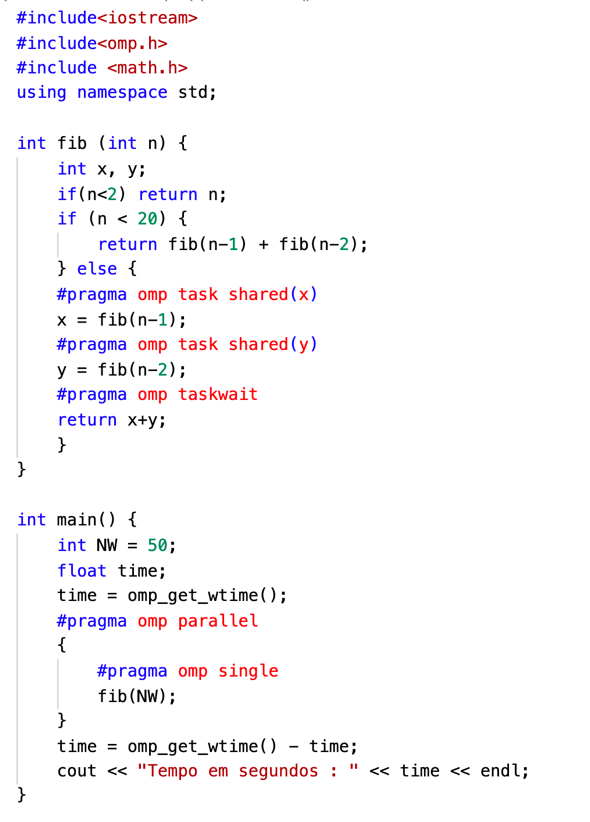 #include<iostream>
#include<omp.h>
#include <math.h>
using namespace std;

int fib (int n) {
    int x, y;
    if(n<2) return n;
    if (n < 20) {
        return fib(n-1) + fib(n-2);
    } else {
    #pragma omp task shared(x)
    x = fib(n-1);
    #pragma omp task shared(y)
    y = fib(n-2);
    #pragma omp taskwait
    return x+y;
    }
}

int main() {
    int NW = 50;
    float time;
    time = omp_get_wtime();
    #pragma omp parallel
    {
        #pragma omp single
        fib(NW);
    }
    time = omp_get_wtime() - time;
    cout << "Tempo em segundos : " << time << endl;
}